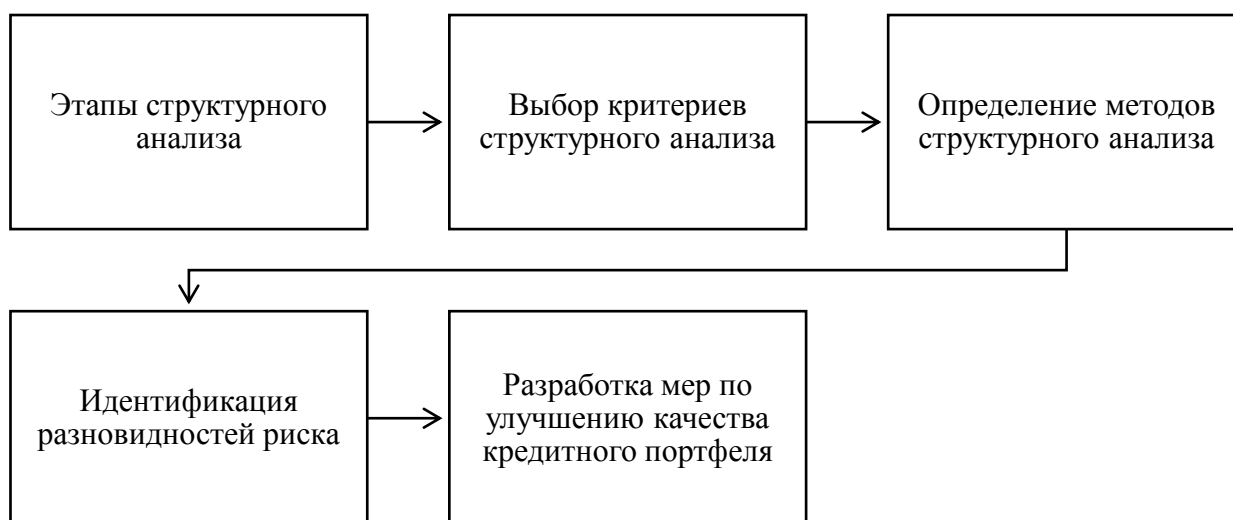 Этапы структурного
анализа
Выбор критериев
структурного анализа
Определение методов
структурного анализа
Идентификация
разновидностей риска
Разработка мер по
улучшению качества
кредитного портфеля